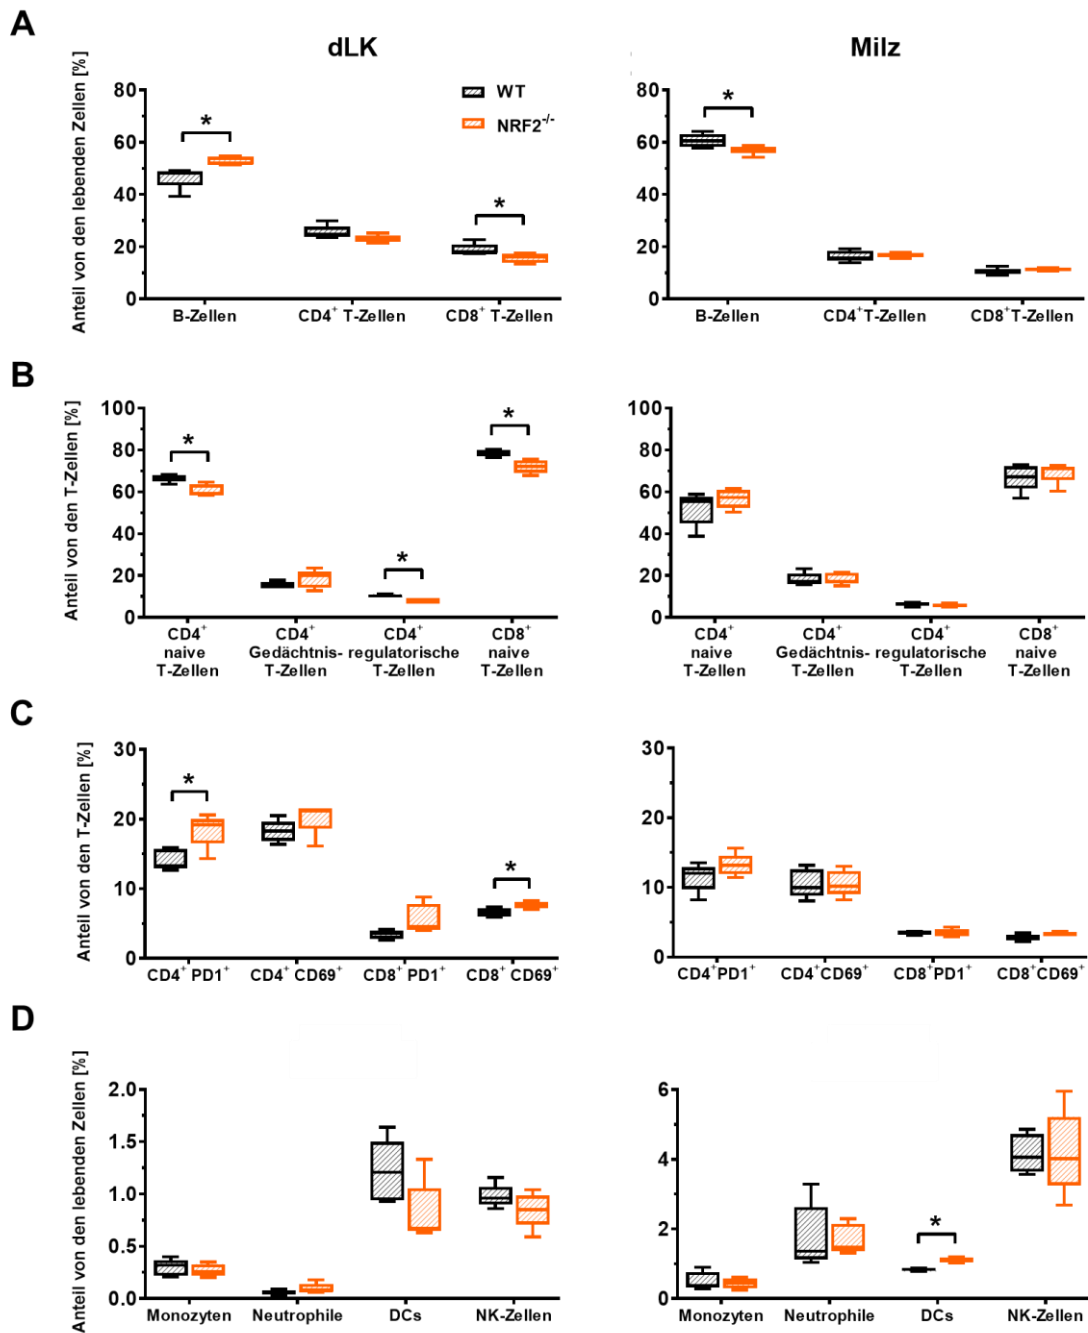 A
dLK
Milz
Anteil von den lebenden Zellen [%]
80
60
40
20
0
*
*
WT
NRF2-/-
B-Zellen
CD4+ T-Zellen
CD8+ T-Zellen
80
60
40
20
0
*
B-Zellen
CD4+T-Zellen
CD8+T-Zellen
B
Anteil von den T-Zellen [%]
100
80
60
40
20
0
*
*
*
CD4+
naive
T-Zellen
CD4+
Gedächtnis-
T-Zellen
CD4+
regulatorische
T-Zellen
CD8+
naive
T-Zellen
100
80
60
40
20
0
CD4+
naive
T-Zellen
CD4+
Gedächtnis-
T-Zellen
CD4+
regulatorische
T-Zellen
CD8+
naive
T-Zellen
C
Anteil von den T-Zellen [%]
30
20
10
0
*
*
CD4+ PD1+
CD4+ CD69+
CD8+ PD1+
CD8+ CD69+
30
20
10
0
CD4+PD1+
CD4+CD69+
CD8+PD1+
CD8+CD69+
D
Anteil von den lebenden Zellen [%]
2.0
1.5
1.0
0.5
0.0
Monozyten
Neutrophile
DCs
NK-Zellen
6
4
2
0
*
Monozyten
Neutrophile
DCs
NK-Zellen